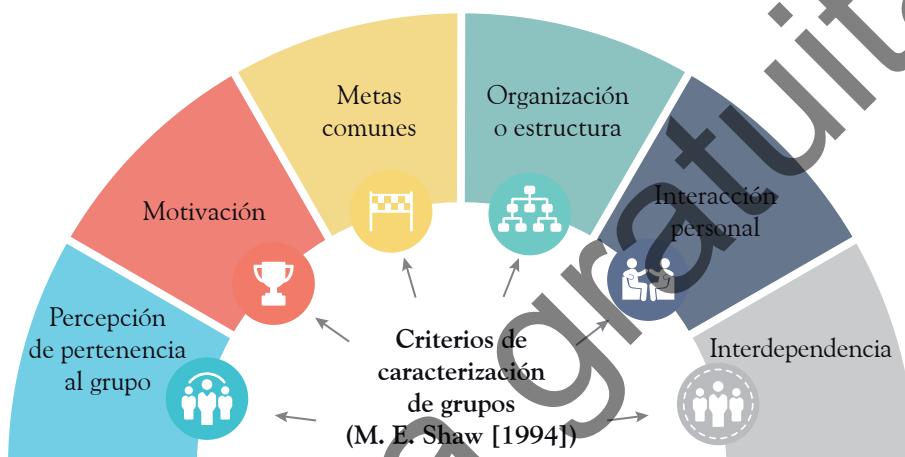 Metas
comunes
Organización
o estructura
Motivación
Interacción
personal
Percepción
de pertenencia
al grupo
Interdependencia
Criterios de
caracterización
de grupos
(M. E. Shaw [1994])
gratuita